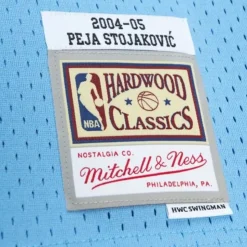 2004-05
PEJA STOJAKOVIĆ
HARDWOOD
NBA
CLASSICS
NOSTALGIA CO.
Mitchell & Ness
PHILADELPHIA, PA.
HWC SWINGMAN